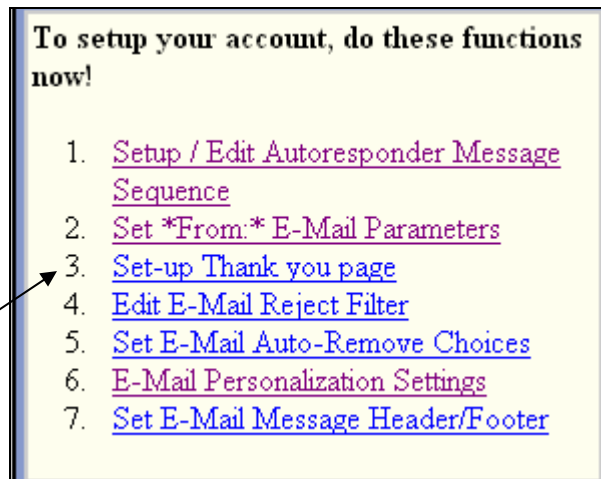 To setup your account, do these functions
now!
1. Setup / Edit Autoresponder Message
Sequence
2. Set *From:* E-Mail Parameters
3. Set-up Thank you page
4. Edit E-Mail Reject Filter
5. Set E-Mail Auto-Remove Choices
6. E-Mail Personalization Settings
7. Set E-Mail Message Header/Footer